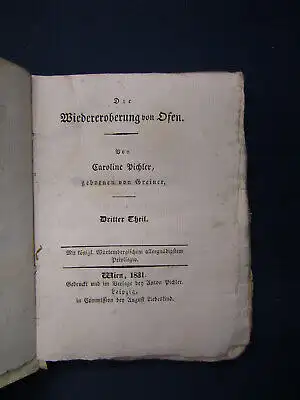 Die
Wiedereroberung von Ofen.
Von
Caroline Pichler,
gebornen von Greiner.
Dritter Theil.
Mit königl. Würtembergischem allergnädigstem
Privilegio.
Wien, 1831.
Gedruckt und im Verlage bey Anton Pichler.
Leipzig,
in Commission bey August Liebeskind.